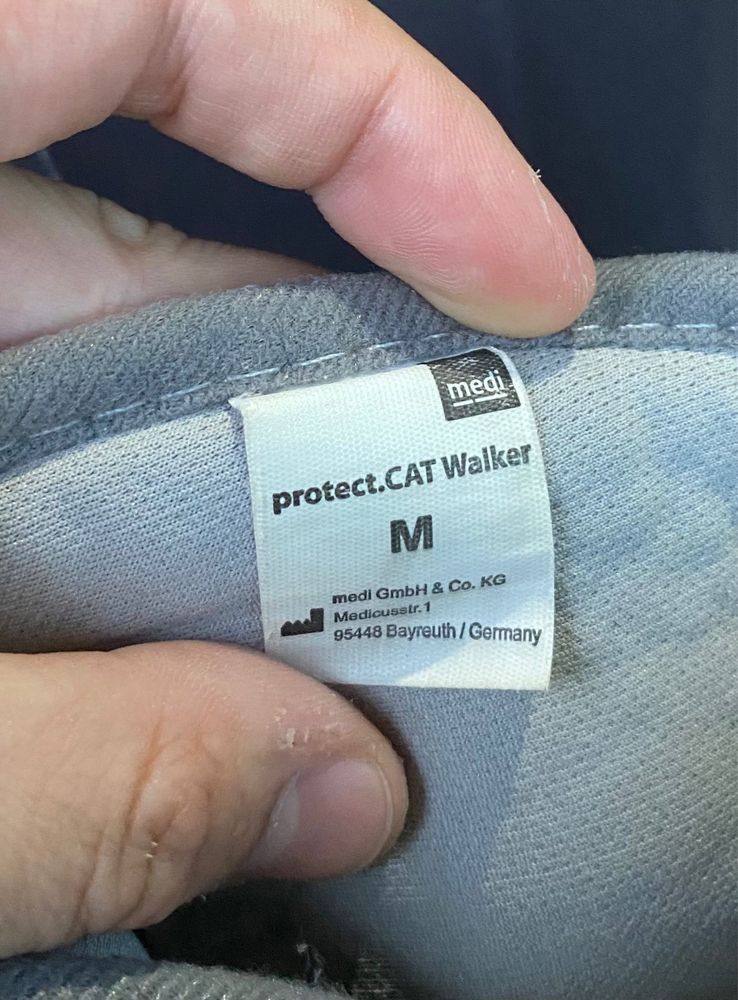 medi
protect.CAT Walker
M
medi GmbH & Co. KG
Medicusstr.1
95448 Bayreuth / Germany